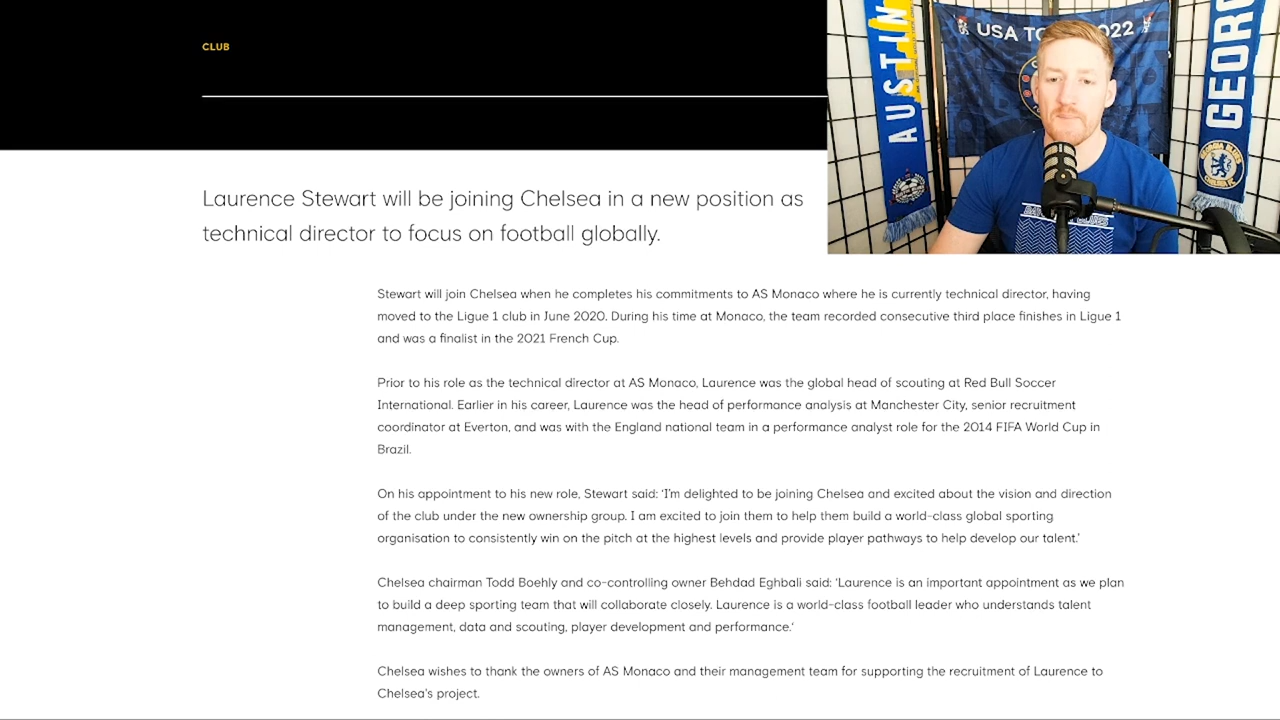 CLUB
Laurence Stewart will be joining Chelsea in a new position as
technical director to focus on football globally.
Stewart will join Chelsea when he completes his commitments to AS Monaco where he is currently technical director, having
moved to the Ligue 1 club in June 2020. During his time at Monaco, the team recorded consecutive third place finishes in Ligue 1
and was a finalist in the 2021 French Cup.
Prior to his role as the technical director at AS Monaco, Laurence was the global head of scouting at Red Bull Soccer
International. Earlier in his career, Laurence was the head of performance analysis at Manchester City, senior recruitment
coordinator at Everton, and was with the England national team in a performance analyst role for the 2014 FIFA World Cup in
Brazil.
On his appointment to his new role, Stewart said: ‘I’m delighted to be joining Chelsea and excited about the vision and direction
of the club under the new ownership group. I am excited to join them to help them build a world-class global sporting
organisation to consistently win on the pitch at the highest levels and provide player pathways to help develop our talent.’
Chelsea chairman Todd Boehly and co-controlling owner Behdad Eghbali said: ‘Laurence is an important appointment as we plan
to build a deep sporting team that will collaborate closely. Laurence is a world-class football leader who understands talent
management, data and scouting, player development and performance.‘
Chelsea wishes to thank the owners of AS Monaco and their management team for supporting the recruitment of Laurence to
Chelsea’s project.
AUSTIN
USA TO 2022
GEORG